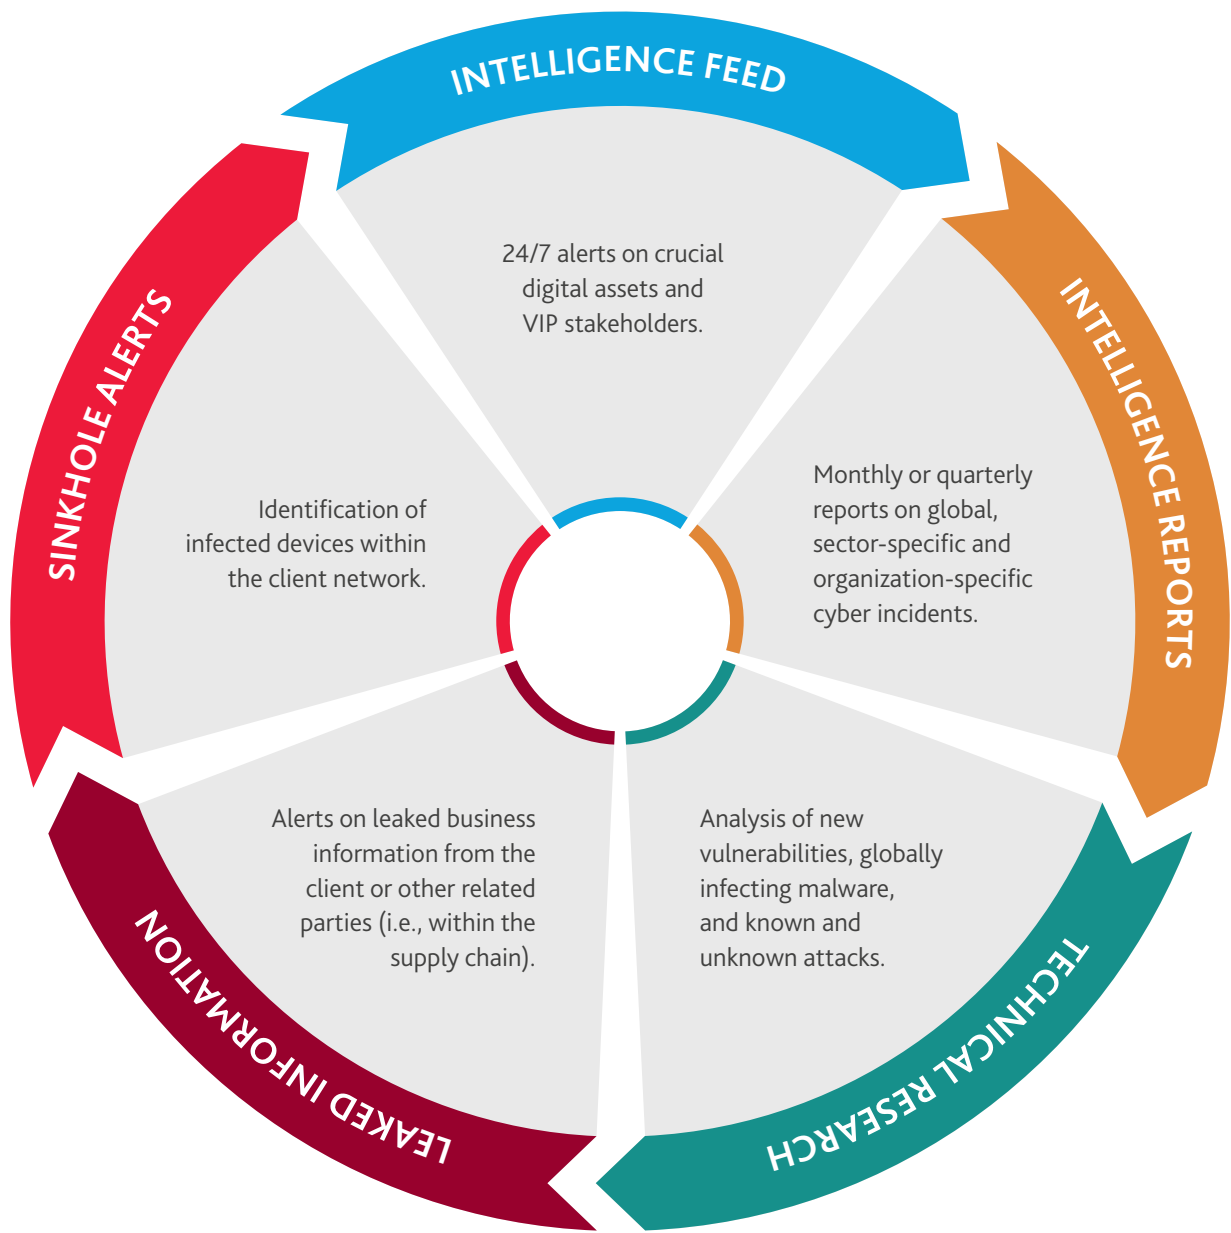 INTELLIGENCE FEED
24/7 alerts on crucial
digital assets and
VIP stakeholders.
INTELLIGENCE REPORTS
Monthly or quarterly
reports on global,
sector-specific and
organization-specific
cyber incidents.
TECHNICAL RESEARCH
Analysis of new
vulnerabilities, globally
infecting malware,
and known and
unknown attacks.
LEAKED INFORMATION
Alerts on leaked business
information from the
client or other related
parties (i.e., within the
supply chain).
SINKHOLE ALERTS
Identification of
infected devices within
the client network.